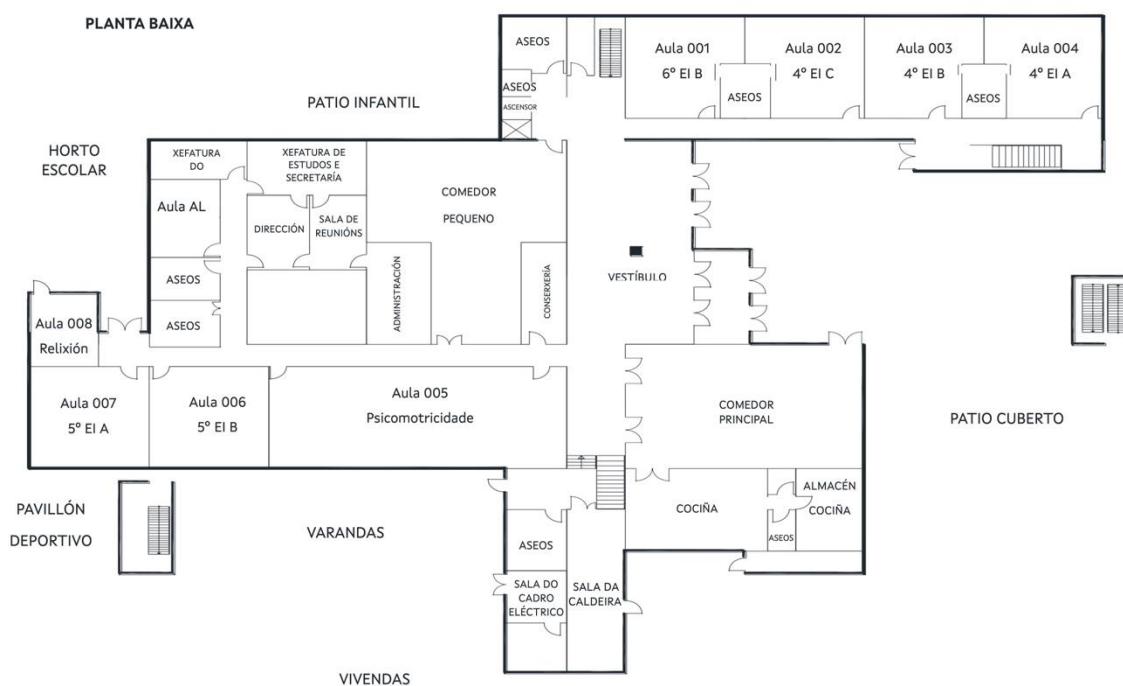 PLANTA BAIXA
ASEOS
Aula 001
6º EI B
Aula 002
4º EI C
Aula 003
4º EI B
Aula 004
4º EI A
ASEOS
ASCENSOR
ASEOS
ASEOS
PATIO INFANTIL
HORTO
ESCOLAR
XEFATURA
DO
XEFATURA DE
ESTUDOS E
SECRETARÍA
COMEDOR
PEQUENO
Aula AL
DIRECCIÓN
SALA DE
REUNIÓNS
ASEOS
ADMINISTRACIÓN
CONSERXERÍA
VESTÍBULO
ASEOS
Aula 008
Relixión
Aula 007
5º EI A
Aula 006
5º EI B
Aula 005
Psicomotricidade
COMEDOR
PRINCIPAL
PATIO CUBERTO
PAVILLÓN
DEPORTIVO
VARANDAS
COCIÑA
ALMACÉN
COCIÑA
ASEOS
ASEOS
SALA DO
CADRO
ELÉCTRICO
SALA DA
CALDEIRA
VIVENDAS